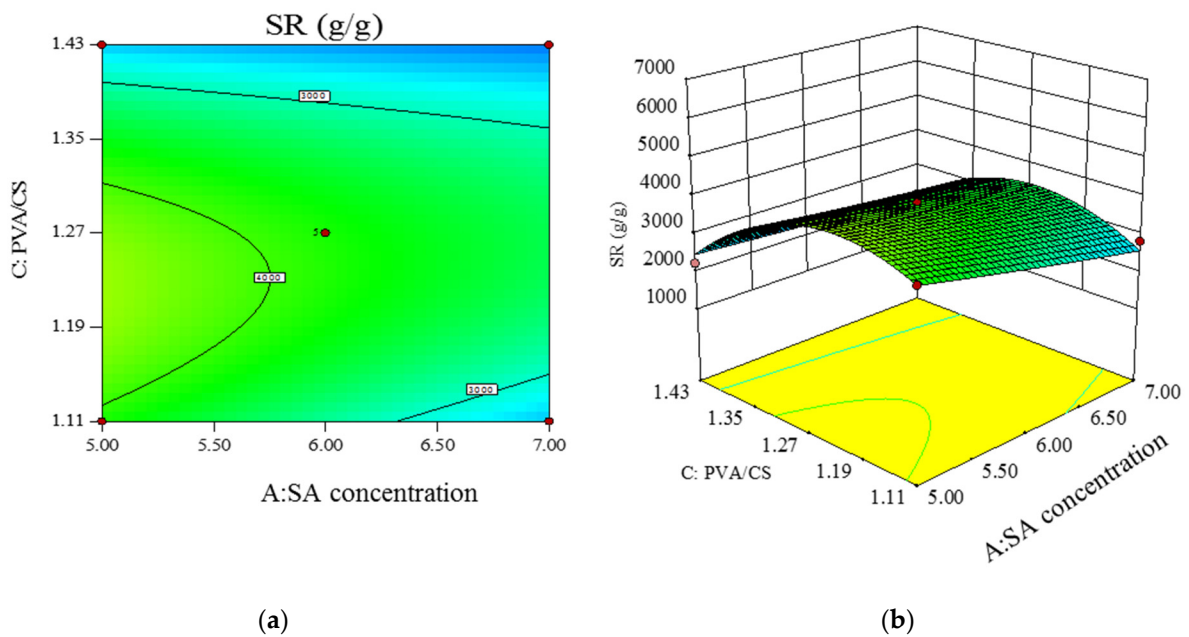 SR (g/g)
1.43
1.35
1.27
1.19
1.11
C: PVA/CS
3000
5
4000
3000
5.00 5.50 6.00 6.50 7.00
A:SA concentration
(a)
7000
6000
5000
4000
3000
2000
1000
SR (g/g)
1.43
1.35
1.27
1.19
1.11
C: PVA/CS
7.00
6.50
6.00
5.50
5.00
A:SA concentration
(b)